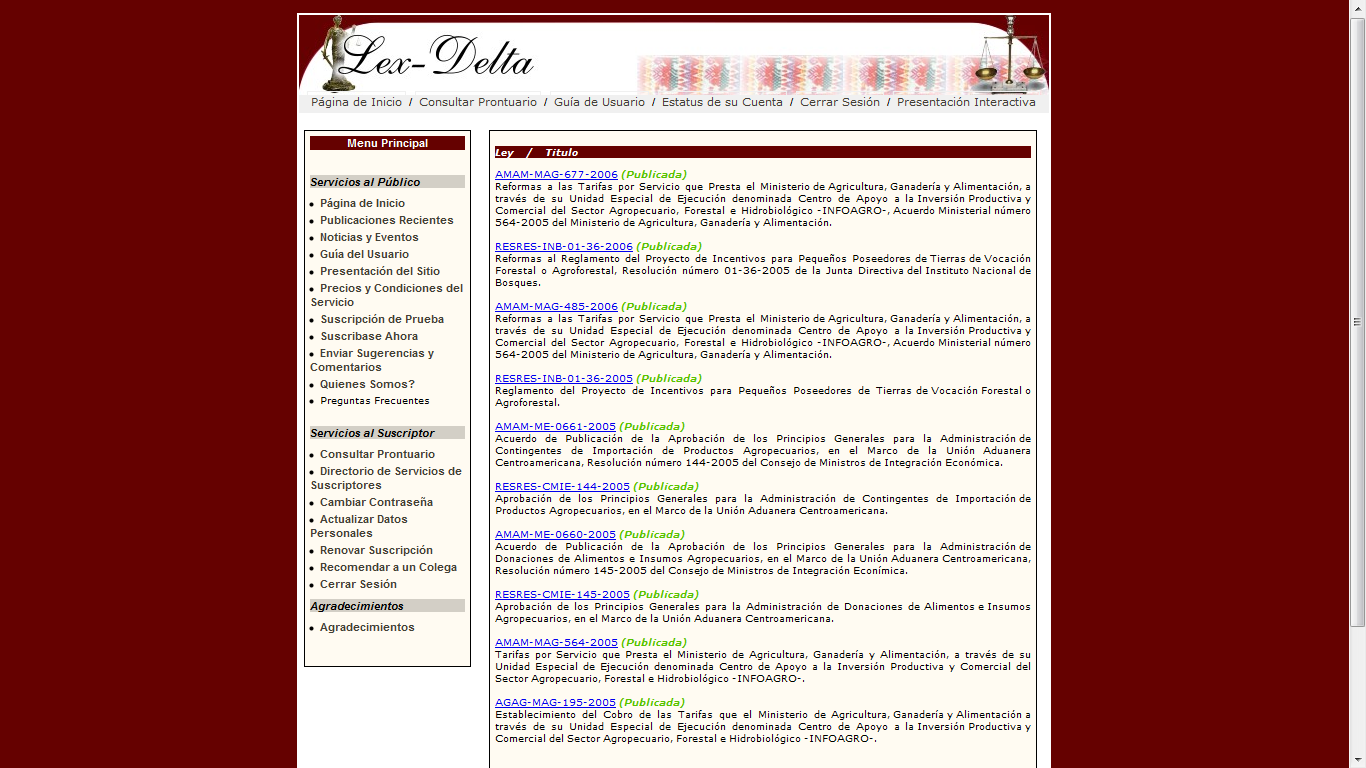 Lex-Delta
Página de Inicio / Consultar Prontuario / Guía de Usuario / Estatus de su Cuenta / Cerrar Sesión / Presentación Interactiva
Menu Principal
Servicios al Público
Página de Inicio
Publicaciones Recientes
Noticias y Eventos
Guía del Usuario
Presentación del Sitio
Precios y Condiciones del
Servicio
Suscripción de Prueba
Suscribase Ahora
Enviar Sugerencias y
Comentarios
Quienes Somos?
Preguntas Frecuentes
Servicios al Suscriptor
Consultar Prontuario
Directorio de Servicios de
Suscriptores
Cambiar Contraseña
Actualizar Datos
Personales
Renovar Suscripción
Recomendar a un Colega
Cerrar Sesión
Agradecimientos
Agradecimientos
Ley / Titulo
AMAM-MAG-677-2006 (Publicada)
Reformas a las Tarifas por Servicio que Presta el Ministerio de Agricultura, Ganadería y Alimentación, a
través de su Unidad Especial de Ejecución denominada Centro de Apoyo a la Inversión Productiva y
Comercial del Sector Agropecuario, Forestal e Hidrobiológico -INFOAGRO-, Acuerdo Ministerial número
564-2005 del Ministerio de Agricultura, Ganadería y Alimentación.
RESRES-INB-01-36-2006 (Publicada)
Reformas al Reglamento del Proyecto de Incentivos para Pequeños Poseedores de Tierras de Vocación
Forestal o Agroforestal, Resolución número 01-36-2005 de la Junta Directiva del Instituto Nacional de
Bosques.
AMAM-MAG-485-2006 (Publicada)
Reformas a las Tarifas por Servicio que Presta el Ministerio de Agricultura, Ganadería y Alimentación, a
través de su Unidad Especial de Ejecución denominada Centro de Apoyo a la Inversión Productiva y
Comercial del Sector Agropecuario, Forestal e Hidrobiológico -INFOAGRO-, Acuerdo Ministerial número
564-2005 del Ministerio de Agricultura, Ganadería y Alimentación.
RESRES-INB-01-36-2005 (Publicada)
Reglamento del Proyecto de Incentivos para Pequeños Poseedores de Tierras de Vocación Forestal o
Agroforestal.
AMAM-ME-0661-2005 (Publicada)
Acuerdo de Publicación de la Aprobación de los Principios Generales para la Administración de
Contingentes de Importación de Productos Agropecuarios, en el Marco de la Unión Aduanera
Centroamericana, Resolución número 144-2005 del Consejo de Ministros de Integración Económica.
RESRES-CMIE-144-2005 (Publicada)
Aprobación de los Principios Generales para la Administración de Contingentes de Importación de
Productos Agropecuarios, en el Marco de la Unión Aduanera Centroamericana.
AMAM-ME-0660-2005 (Publicada)
Acuerdo de Publicación de la Aprobación de los Principios Generales para la Administración de
Donaciones de Alimentos e Insumos Agropecuarios, en el Marco de la Unión Aduanera Centroamericana,
Resolución número 145-2005 del Consejo de Ministros de Integración Econímica.
RESRES-CMIE-145-2005 (Publicada)
Aprobación de los Principios Generales para la Administración de Donaciones de Alimentos e Insumos
Agropecuarios, en el Marco de la Unión Aduanera Centroamericana.
AMAM-MAG-564-2005 (Publicada)
Tarifas por Servicio que Presta el Ministerio de Agricultura, Ganadería y Alimentación, a través de su
Unidad Especial de Ejecución denominada Centro de Apoyo a la Inversión Productiva y Comercial del
Sector Agropecuario, Forestal e Hidrobiológico -INFOAGRO-.
AGAG-MAG-195-2005 (Publicada)
Establecimiento del Cobro de las Tarifas que el Ministerio de Agricultura, Ganadería y Alimentación a
través de su Unidad Especial de Ejecución denominada Centro de Apoyo a la Inversión Productiva y
Comercial del Sector Agropecuario, Forestal e Hidrobiológico -INFOAGRO-.